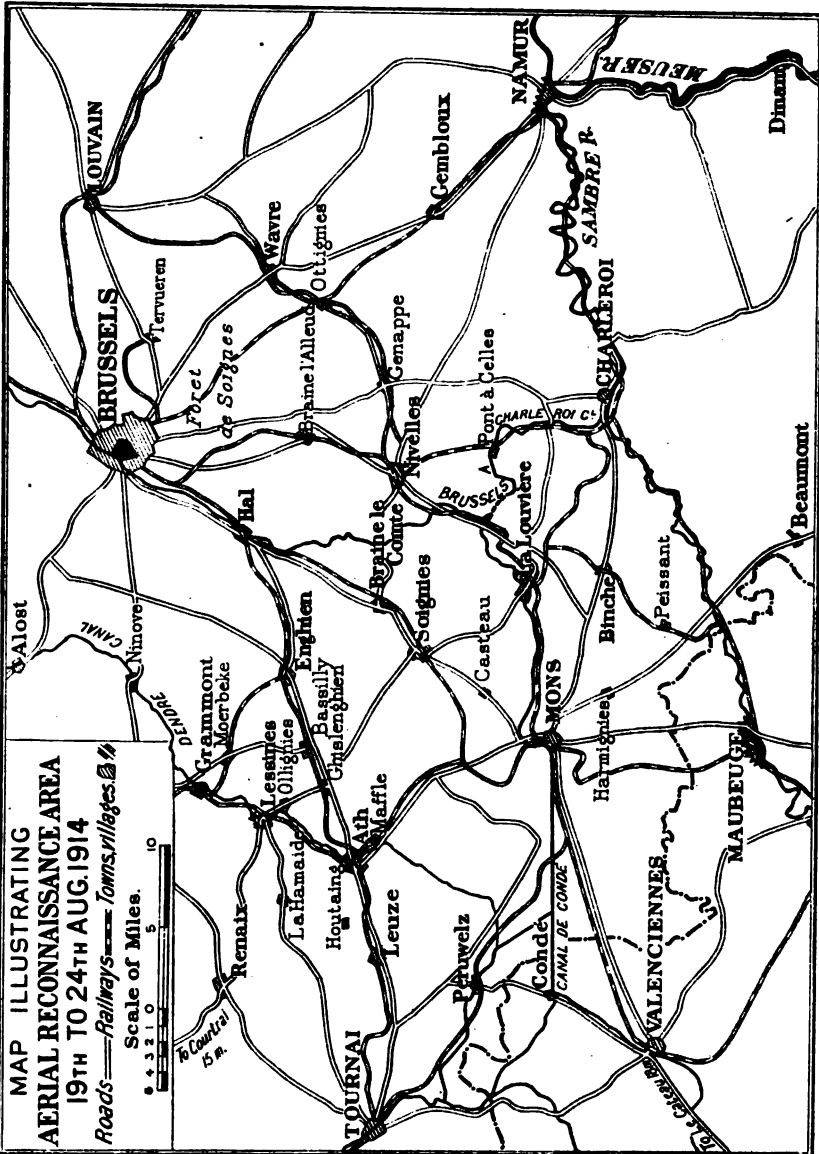 MAP ILLUSTRATING
AERIAL RECONNAISSANCE AREA
19TH TO 24TH AUG. 1914
Roads Railways Towns, villages, &c.
Scale of Miles.
5 4 3 2 1 0 5 10
Alost
CANAL
Ninove
DENDRE
BRUSSELS
Tervueren
LOUVAIN
Foret
de Soignes
Grammont
Moerbeke
Hal
Wavre
Ottignies
Braine l'Alleud
Lessines
Ollignies
Enghien
Bassilly
Ghislenghien
Renaix
To Courtrai
15 m.
La Hamaid
Houtaing
Ath
Maffle
Leuze
TOURNAI
Braine le
Comte
Soignies
Genappe
Nivelles
Gembloux
Casteau
BRUSSELS
Pont à Celles
CHARLEROI Cl.
La Louviere
NAMUR
MEUSE R.
SAMBRE R.
Peruwelz
Condé
CANAL DE CONDÉ
MONS
Binche
CHARLEROI
Harmignies
Peissant
VALENCIENNES
MAUBEUGE
Beaumont
Dinant